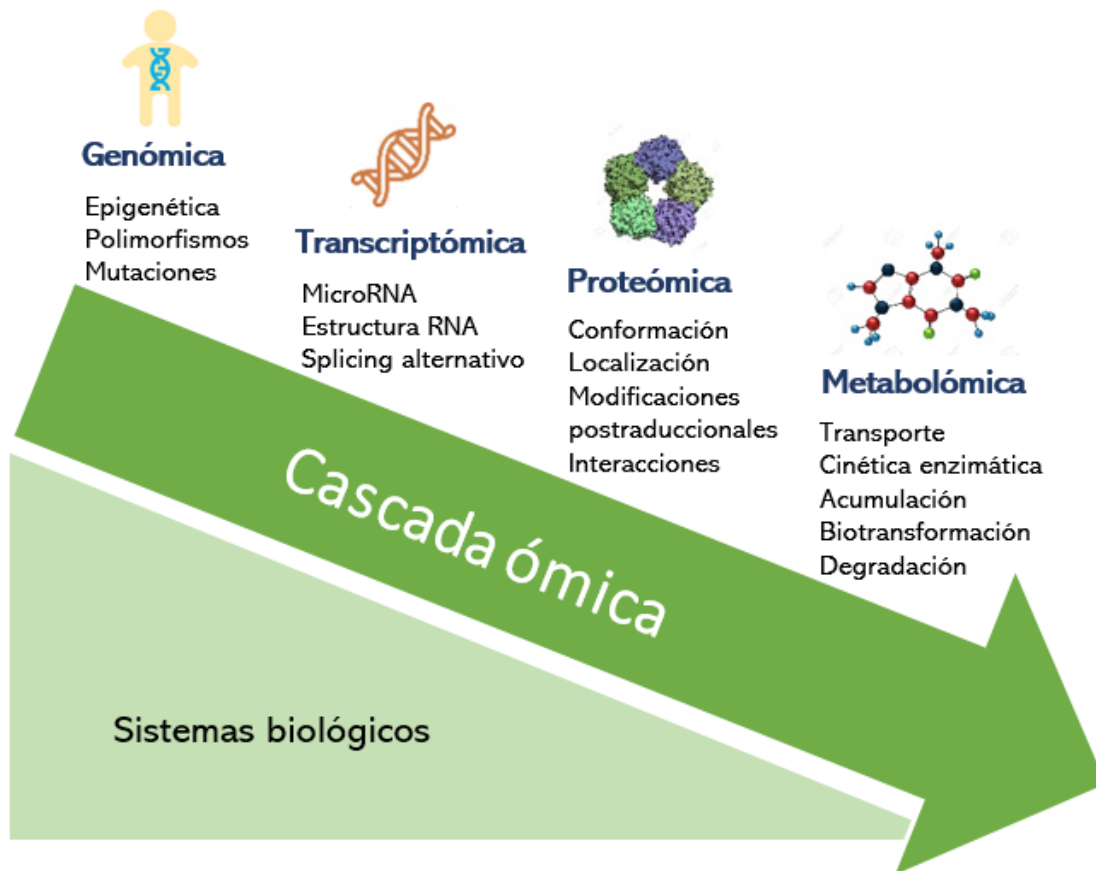 Genómica
Epigenética
Polimorfismos
Mutaciones
Transcriptómica
MicroRNA
Estructura RNA
Splicing alternativo
Proteómica
Conformación
Localización
Modificaciones
postraduccionales
Interacciones
Metabolómica
Transporte
Cinética enzimática
Acumulación
Biotransformación
Degradación
Cascada ómica
Sistemas biológicos